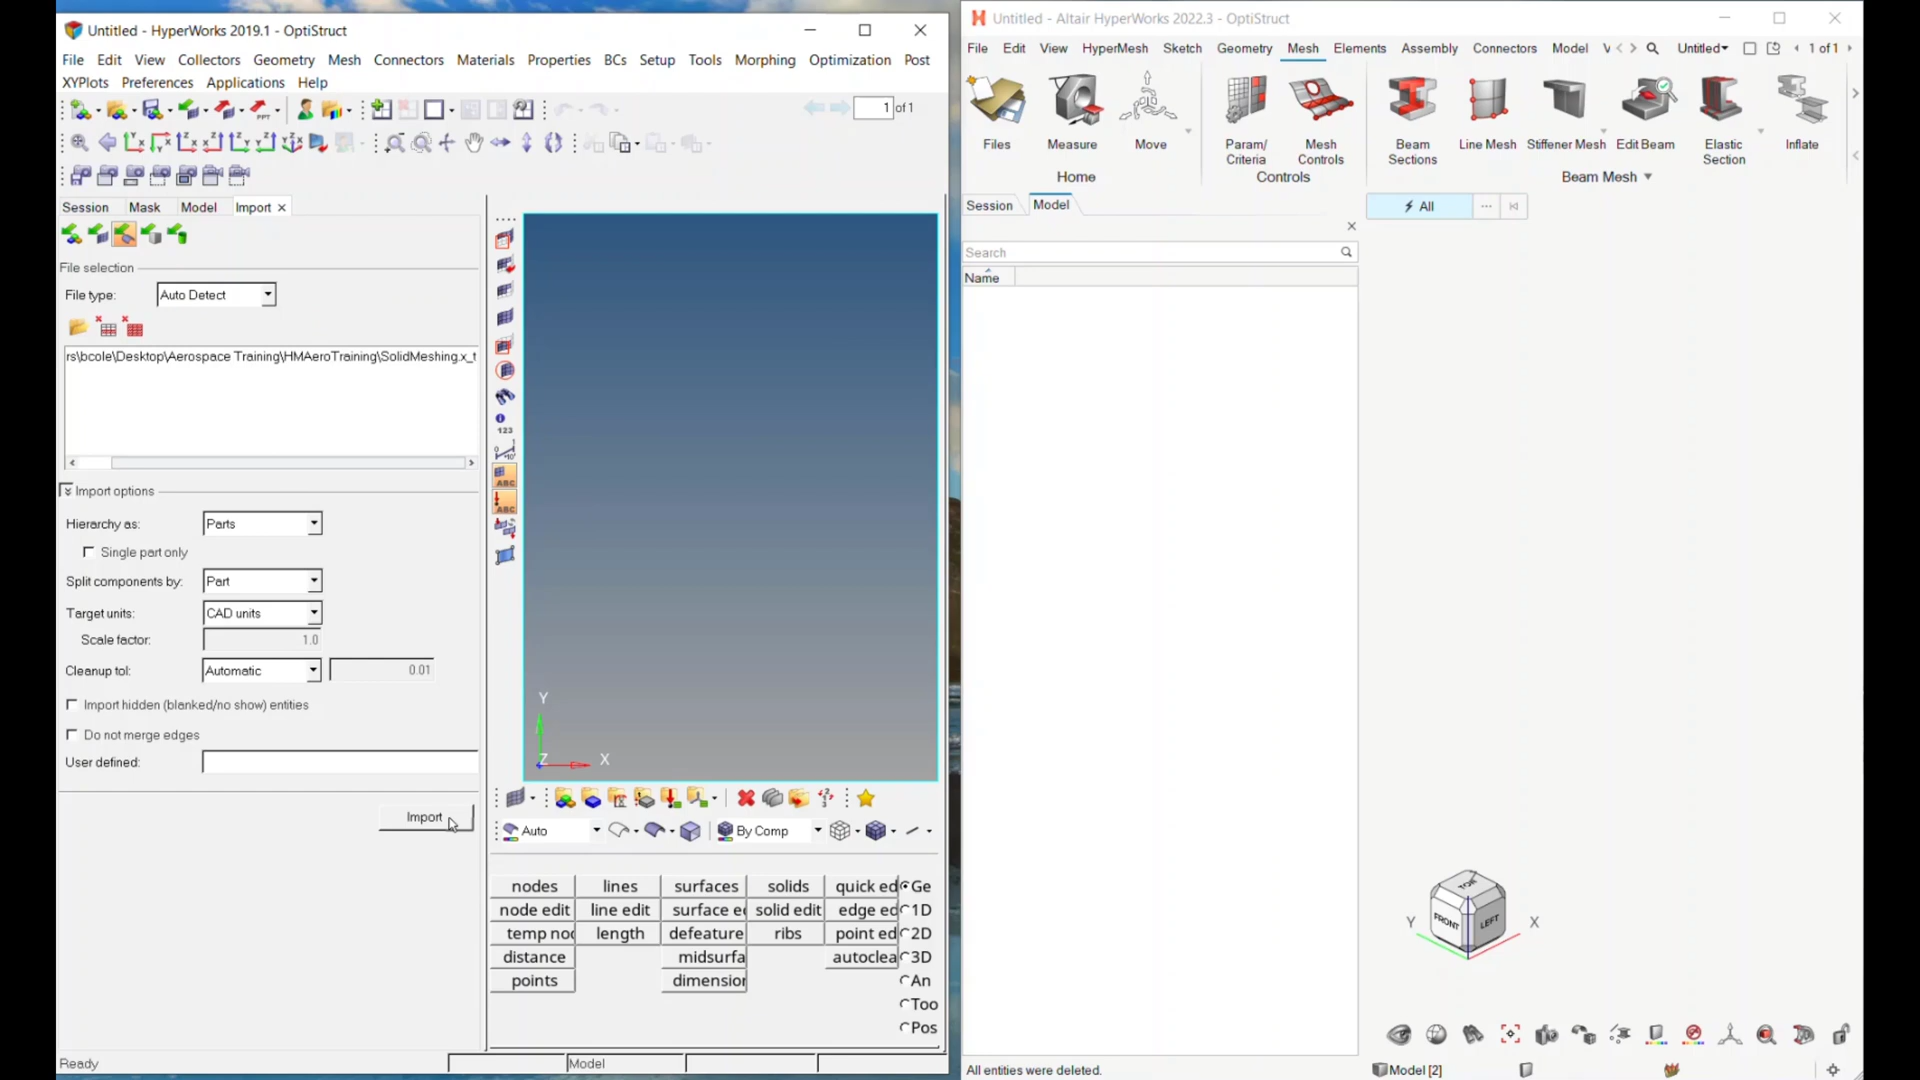 Untitled - HyperWorks 2019.1 - OptiStruct
File Edit View Collectors Geometry Mesh Connectors Materials Properties BCs Setup Tools Morphing Optimization Post
XYPlots Preferences Applications Help
1 of 1
Session Mask Model Import
File selection
File type: Auto Detect
rs\bcole\Desktop\Aerospace Training\HMAeroTraining\SolidMeshing.x_t
Import options
Hierarchy as: Parts
Single part only
Split components by: Part
Target units: CAD units
Scale factor: 1.0
Cleanup tol: Automatic 0.01
Import hidden (blanked/no show) entities
Do not merge edges
User defined:
Import
123
ABC
ABC
Y
Z X
Auto By Comp
nodes lines surfaces solids quick ed Ge
node edit line edit surface e solid edit edge ed 1D
temp no length defeature ribs point ed 2D
distance midsurfa autoclea 3D
points dimension An
Too
Pos
Ready Model
Untitled - Altair HyperWorks 2022.3 - OptiStruct
File Edit View HyperMesh Sketch Geometry Mesh Elements Assembly Connectors Model V Untitled 1 of 1
Files Measure Move Param/ Criteria Mesh Controls Beam Sections Line Mesh Stiffener Mesh Edit Beam Elastic Section Inflate
Home Controls Beam Mesh
Session Model
All
Search
Name
FRONT LEFT
Y X
All entities were deleted. Model [2]